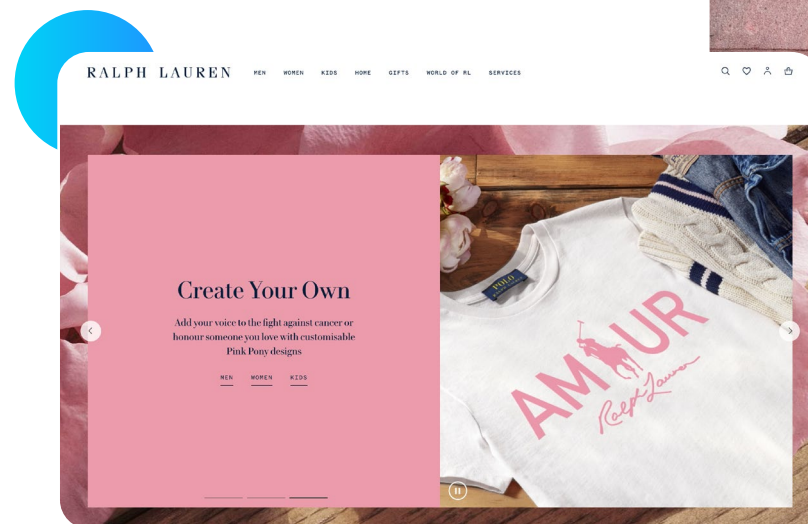 RALPH LAUREN MEN WOMEN KIDS HOME GIFTS WORLD OF RL SERVICES
Create Your Own
Add your voice to the fight against cancer or
honour someone you love with customisable
Pink Pony designs
MEN WOMEN KIDS
POLO
AMOUR
Ralph Lauren